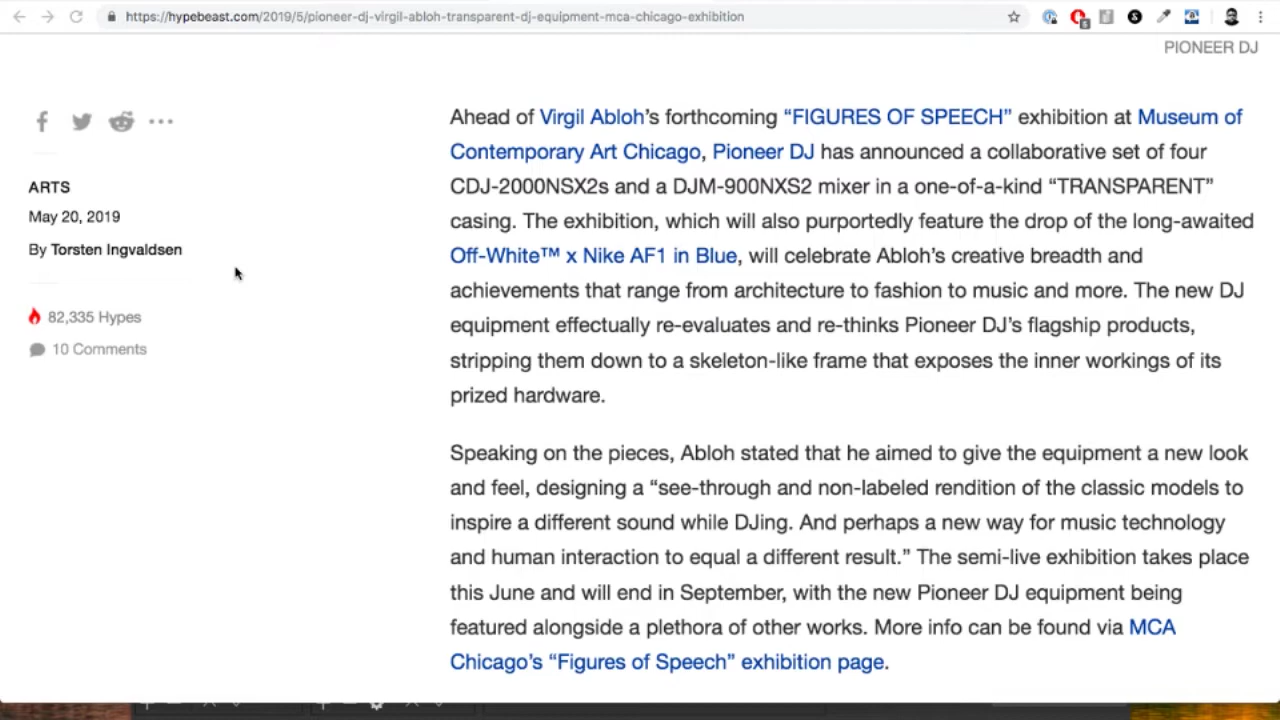 https://hypebeast.com/2019/5/pioneer-dj-virgil-abloh-transparent-dj-equipment-mca-chicago-exhibition
PIONEER DJ
ARTS
May 20, 2019
By Torsten Ingvaldsen
82,335 Hypes
10 Comments
Ahead of Virgil Abloh’s forthcoming “FIGURES OF SPEECH” exhibition at Museum of
Contemporary Art Chicago, Pioneer DJ has announced a collaborative set of four
CDJ-2000NSX2s and a DJM-900NXS2 mixer in a one-of-a-kind “TRANSPARENT”
casing. The exhibition, which will also purportedly feature the drop of the long-awaited
Off-White™ x Nike AF1 in Blue, will celebrate Abloh’s creative breadth and
achievements that range from architecture to fashion to music and more. The new DJ
equipment effectually re-evaluates and re-thinks Pioneer DJ’s flagship products,
stripping them down to a skeleton-like frame that exposes the inner workings of its
prized hardware.
Speaking on the pieces, Abloh stated that he aimed to give the equipment a new look
and feel, designing a “see-through and non-labeled rendition of the classic models to
inspire a different sound while DJing. And perhaps a new way for music technology
and human interaction to equal a different result.” The semi-live exhibition takes place
this June and will end in September, with the new Pioneer DJ equipment being
featured alongside a plethora of other works. More info can be found via MCA
Chicago’s “Figures of Speech” exhibition page.